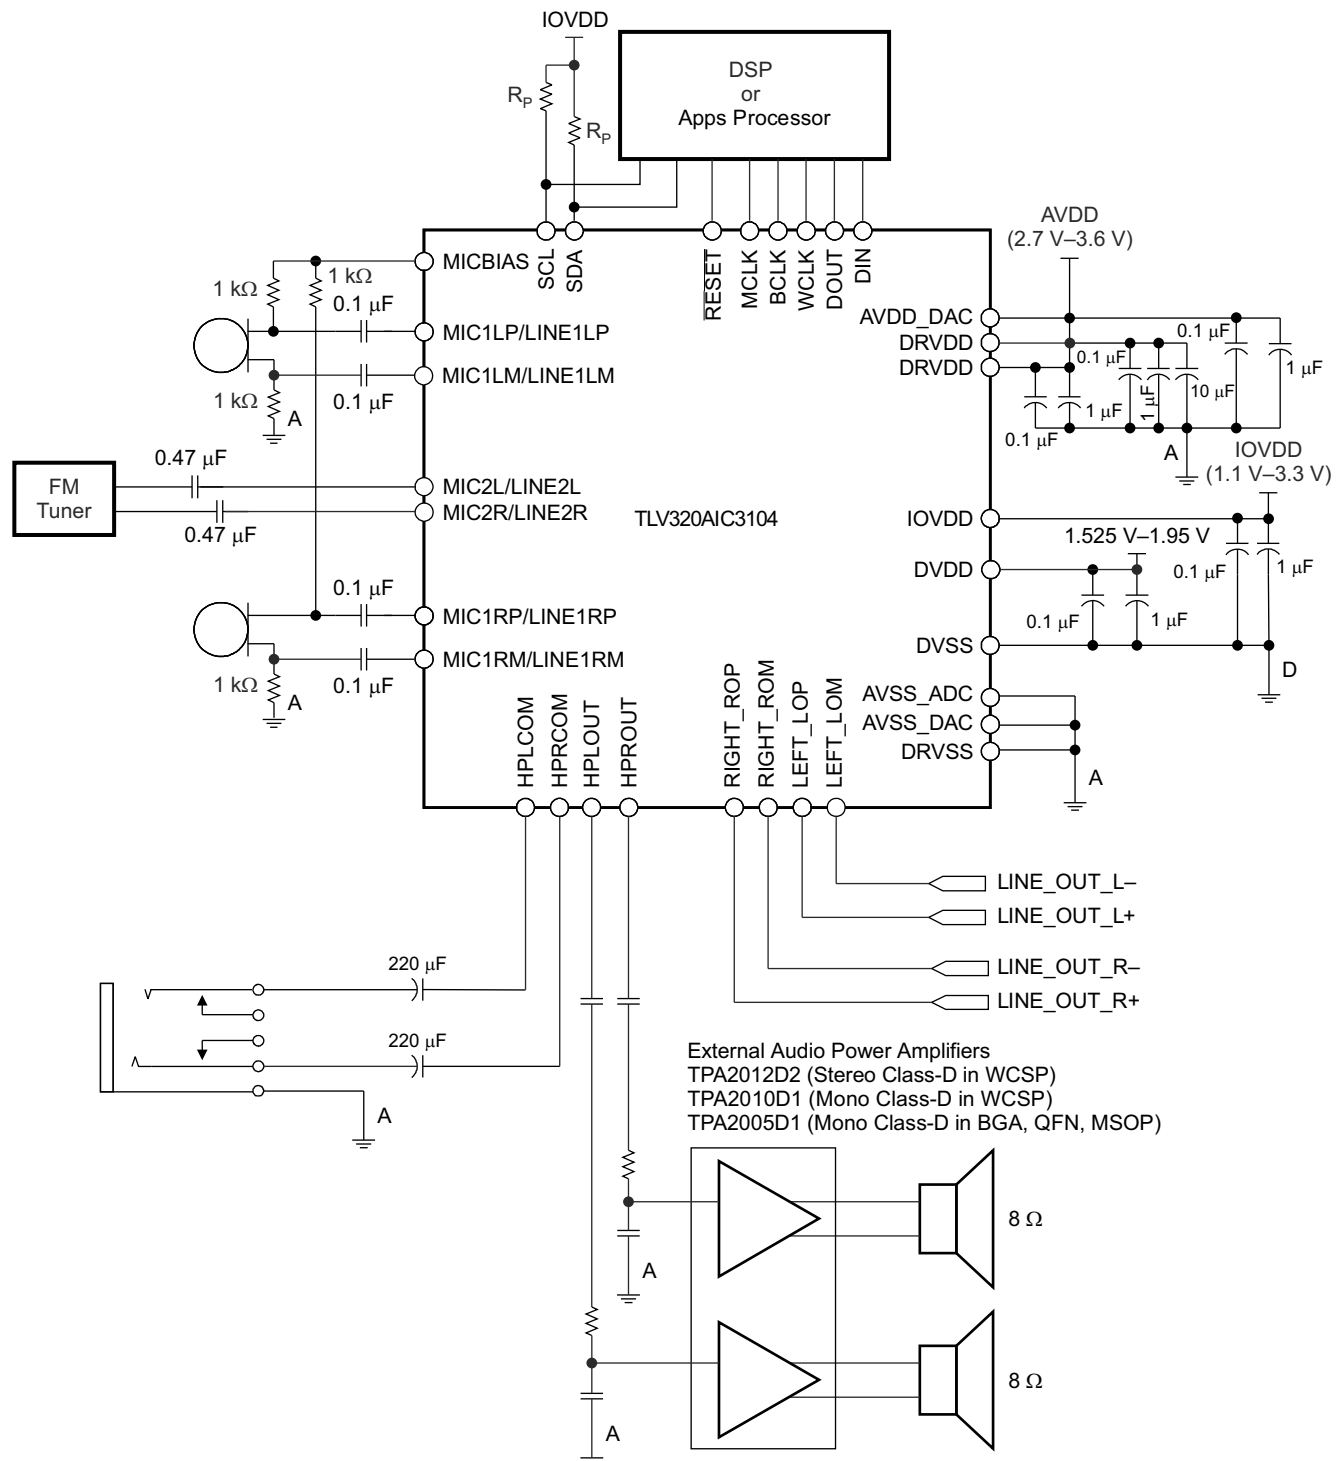 IOVDD
DSP
or
Apps Processor
R_P
R_P
AVDD
(2.7 V–3.6 V)
SCL
SDA
RESET
MCLK
BCLK
WCLK
DOUT
DIN
MICBIAS
1 kΩ
1 kΩ
0.1 μF
MIC1LP/LINE1LP
MIC1LM/LINE1LM
1 kΩ
A
0.1 μF
AVDD_DAC
DRVDD
DRVDD
0.1 μF
0.1 μF
1 μF
10 μF
1 μF
1 μF
0.1 μF
A
IOVDD
(1.1 V–3.3 V)
0.47 μF
FM
Tuner
MIC2L/LINE2L
MIC2R/LINE2R
0.47 μF
TLV320AIC3104
IOVDD
1.525 V–1.95 V
DVDD
0.1 μF
1 μF
0.1 μF
1 μF
0.1 μF
MIC1RP/LINE1RP
MIC1RM/LINE1RM
1 kΩ
A
0.1 μF
DVSS
D
AVSS_ADC
AVSS_DAC
DRVSS
A
HPLCOM
HPRCOM
HPLOUT
HPROUT
RIGHT_ROP
RIGHT_ROM
LEFT_LOP
LEFT_LOM
LINE_OUT_L–
LINE_OUT_L+
LINE_OUT_R–
LINE_OUT_R+
220 μF
220 μF
A
External Audio Power Amplifiers
TPA2012D2 (Stereo Class-D in WCSP)
TPA2010D1 (Mono Class-D in WCSP)
TPA2005D1 (Mono Class-D in BGA, QFN, MSOP)
8 Ω
A
8 Ω
A